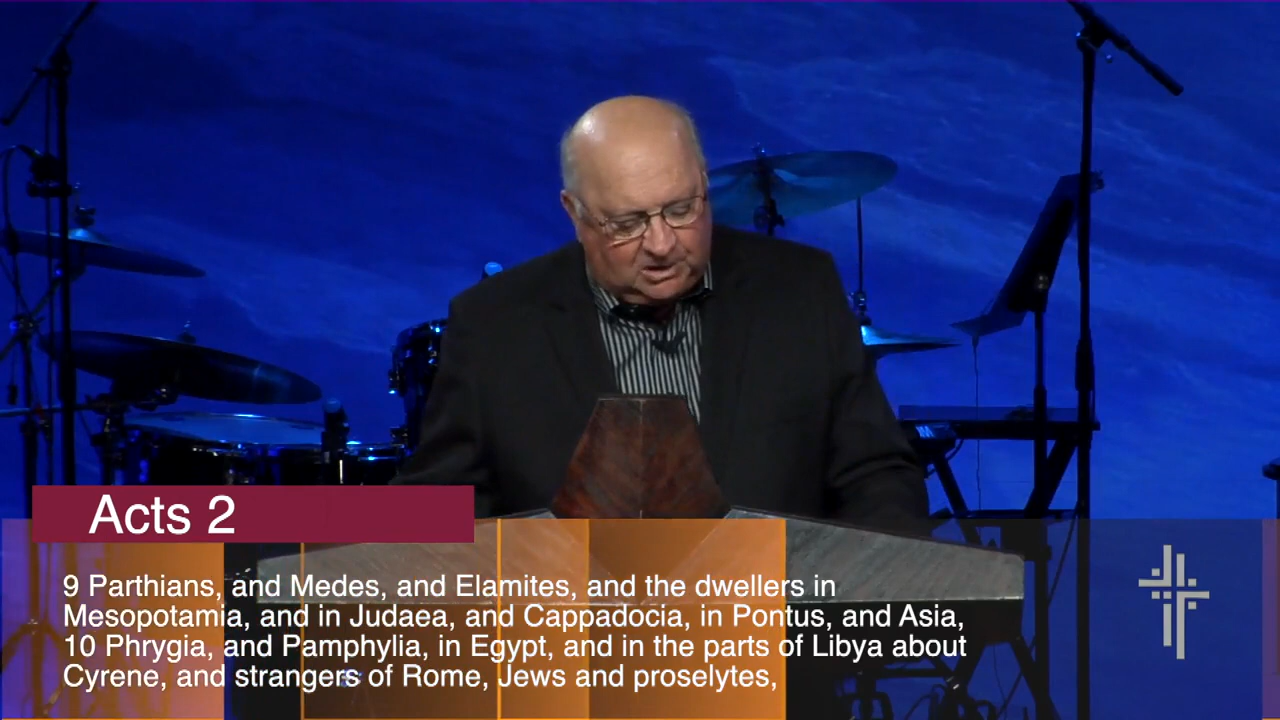 Acts 2
9 Parthians, and Medes, and Elamites, and the dwellers in
Mesopotamia, and in Judaea, and Cappadocia, in Pontus, and Asia,
10 Phrygia, and Pamphylia, in Egypt, and in the parts of Libya about
Cyrene, and strangers of Rome, Jews and proselytes,